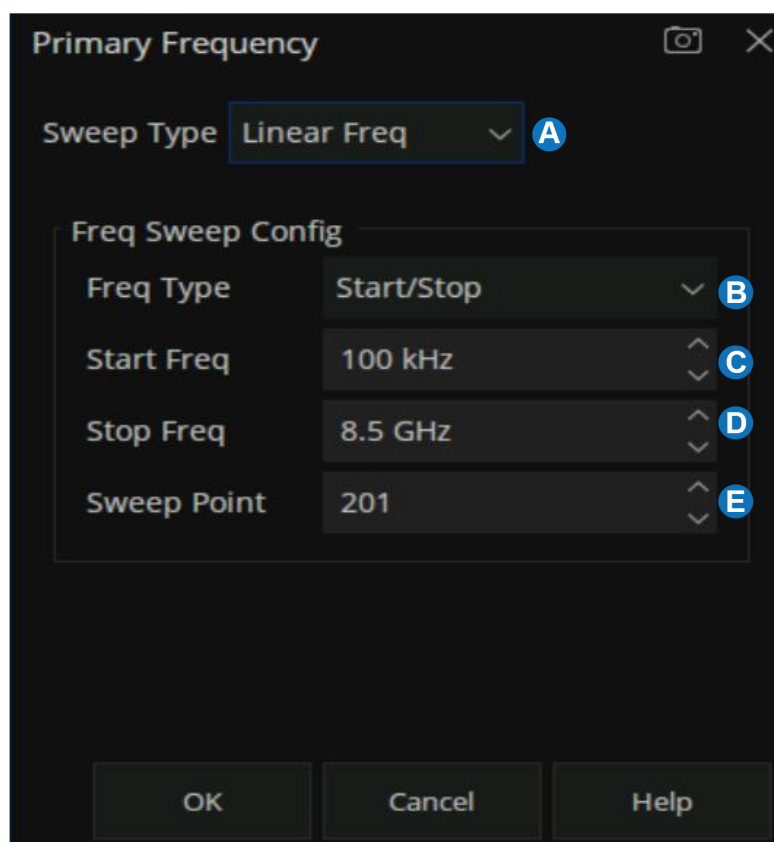 Primary Frequency
Sweep Type Linear Freq A
Freq Sweep Config
Freq Type Start/Stop B
Start Freq 100 kHz C
Stop Freq 8.5 GHz D
Sweep Point 201 E
OK Cancel Help